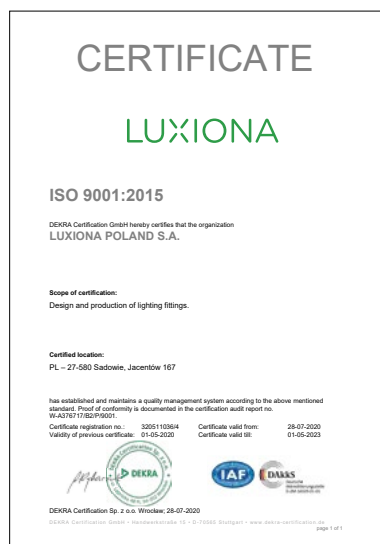 CERTIFICATE
LUXIONA
ISO 9001:2015
DEKRA Certification GmbH hereby certifies that the organization
LUXIONA POLAND S.A.
Scope of certification:
Design and production of lighting fittings.
Certified location:
PL – 27-580 Sadowie, Jacentów 167
has established and maintains a quality management system according to the above mentioned
standard. Proof of conformity is documented in the certification audit report no.
W-A376717/B2/P/9001.
Certificate registration no.: 320511036/4 Certificate valid from: 28-07-2020
Validity of previous certificate: 01-05-2020 Certificate valid till: 01-05-2023
DEKRA
IAF
DAkkS
DEKRA Certification Sp. z o.o. Wrocław; 28-07-2020
DEKRA Certification GmbH • Handwerkstraße 15 • D-70565 Stuttgart • www.dekra-certification.de
page 1 of 1